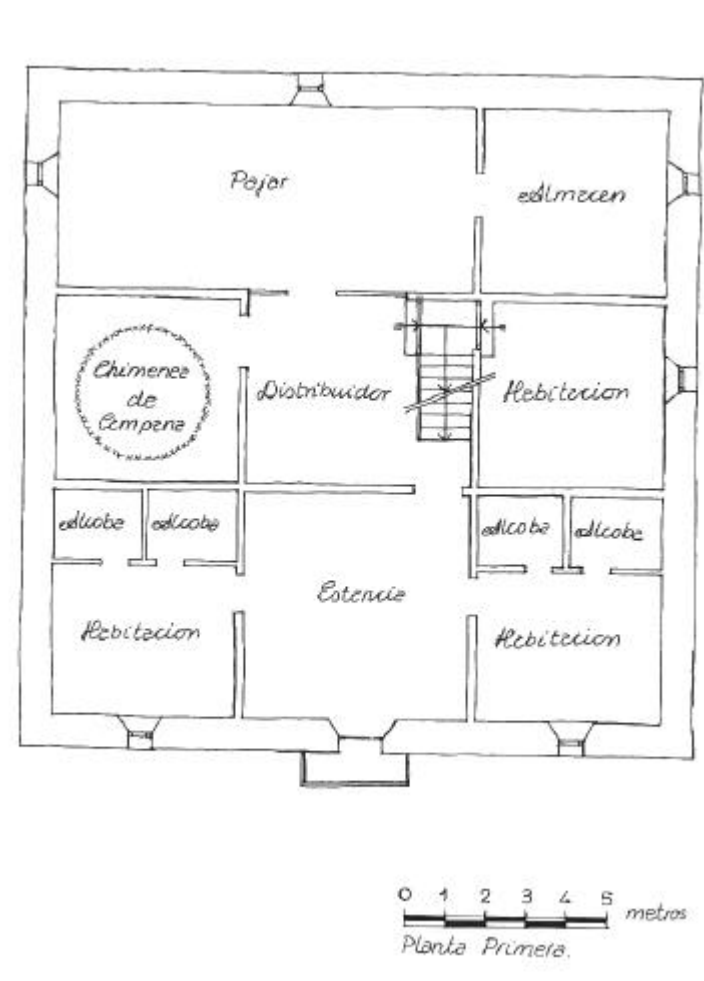 Pajar
Almacen
Chimenea
de
Campana
Distribuidor
Habitacion
Alcoba
Alcoba
Alcoba
Alcoba
Estancia
Habitacion
Habitacion
0 1 2 3 4 5
metros
Planta Primera.